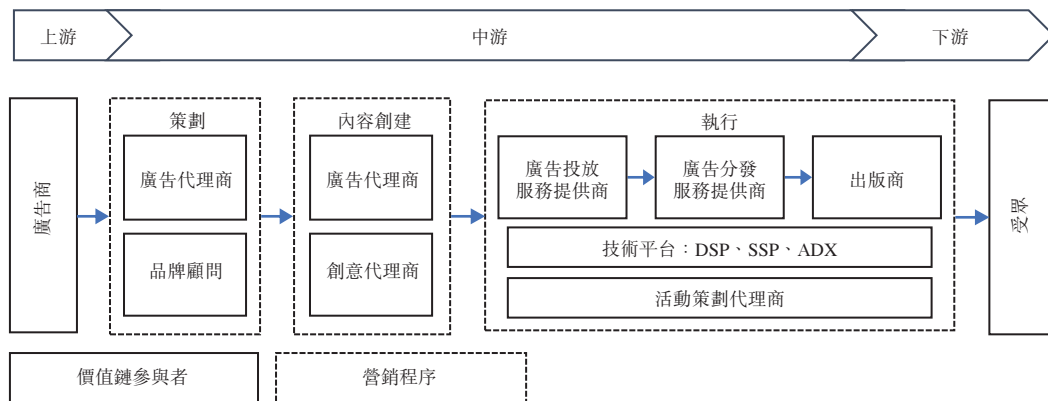 上游
中游
下游
廣告商
策劃
廣告代理商
品牌顧問
內容創建
廣告代理商
創意代理商
執行
廣告投放
服務提供商
廣告分發
服務提供商
出版商
技術平台：DSP、SSP、ADX
活動策劃代理商
受眾
價值鏈參與者
營銷程序